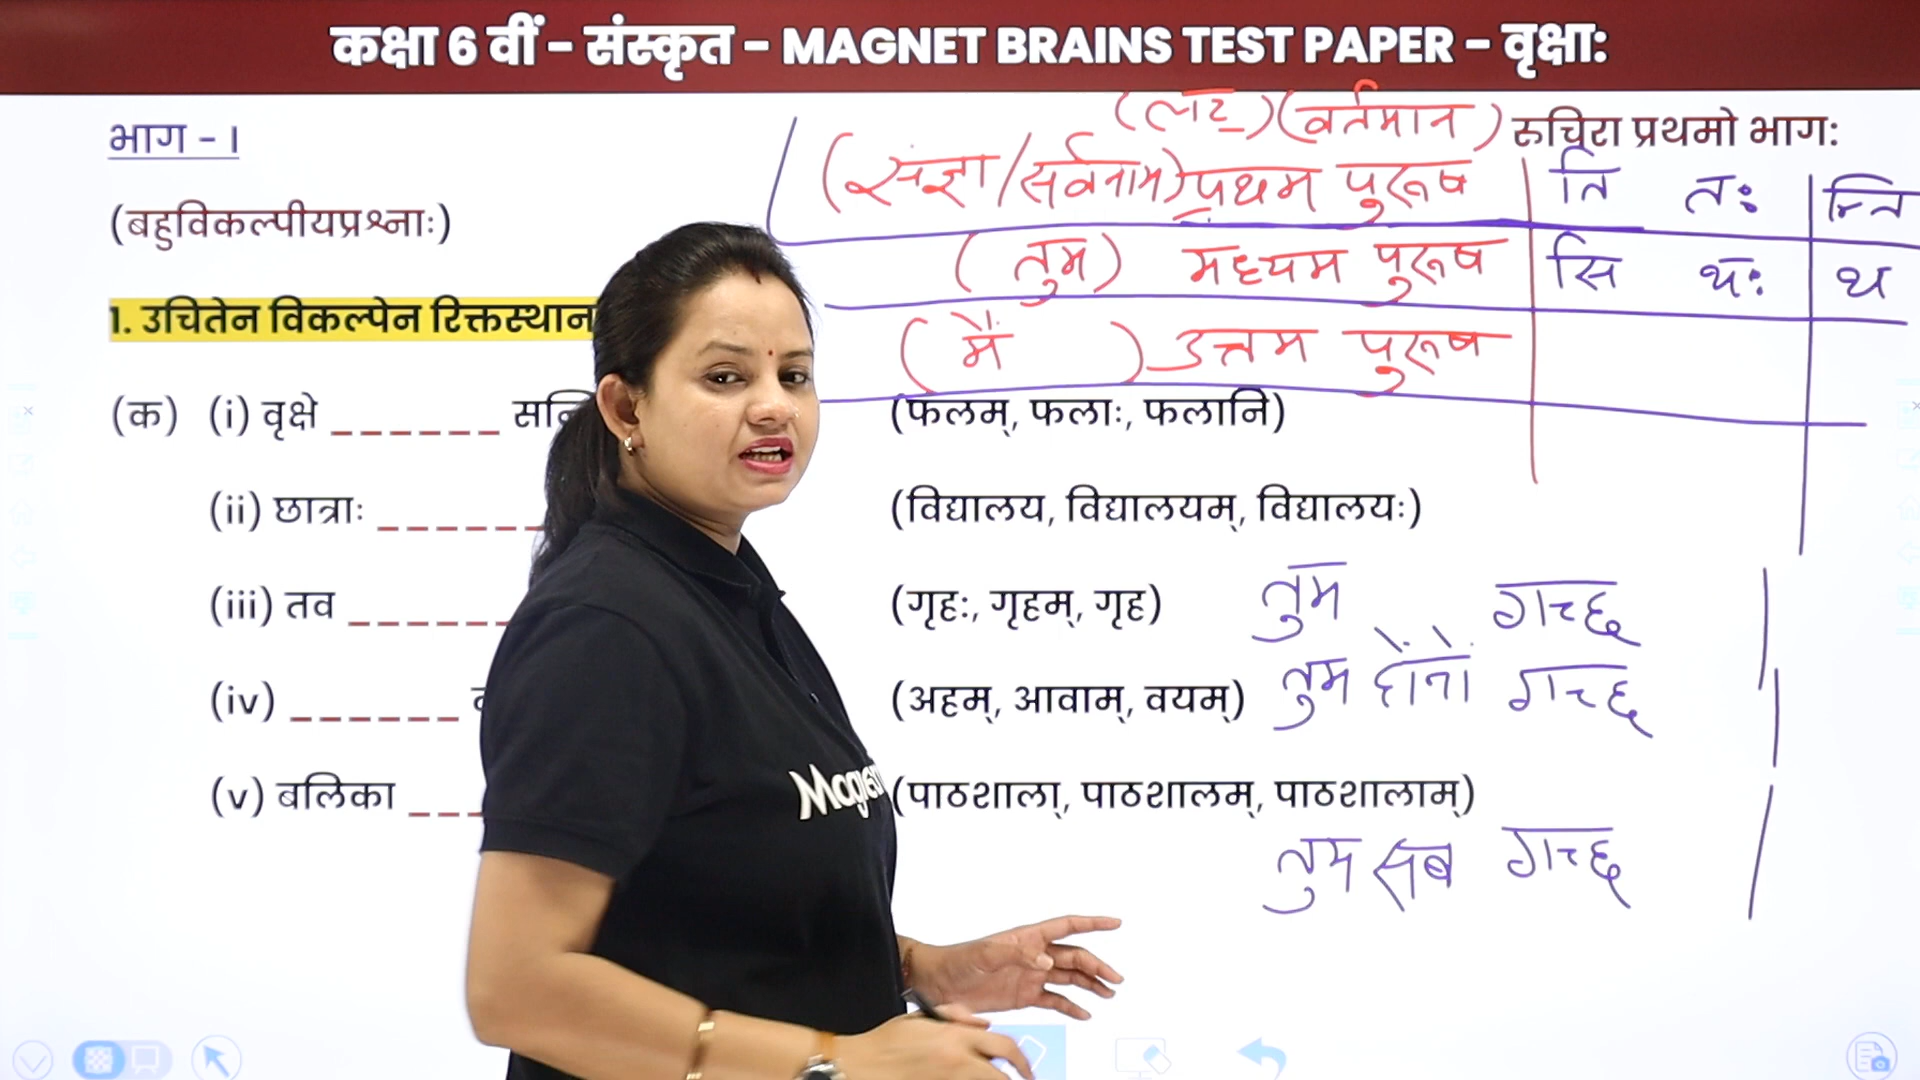 कक्षा 6 वीं - संस्कृत - MAGNET BRAINS TEST PAPER - वृक्षाः
भाग - I
(लट्) (वर्तमान)
रुचिरा प्रथमो भाग:
(संज्ञा/सर्वनाम) प्रथम पुरूष ति तः न्ति
(बहुविकल्पीयप्रश्नाः)
(तुम) मध्यम पुरूष सि थः थ
1. उचितेन विकल्पेन रिक्तस्थान
(मैं) उत्तम पुरूष
(क) (i) वृक्षे ______ (फलम्, फलाः, फलानि)
(ii) छात्राः ______ (विद्यालय, विद्यालयम्, विद्यालयः)
(iii) तव ______ (गृहः, गृहम्, गृह)
तुम गच्छ
(iv) ______ (अहम्, आवाम्, वयम्)
तुम दोनों गच्छ
(v) बलिका ___ (पाठशाला्, पाठशालम्, पाठशालाम्)
तुम सब गच्छ